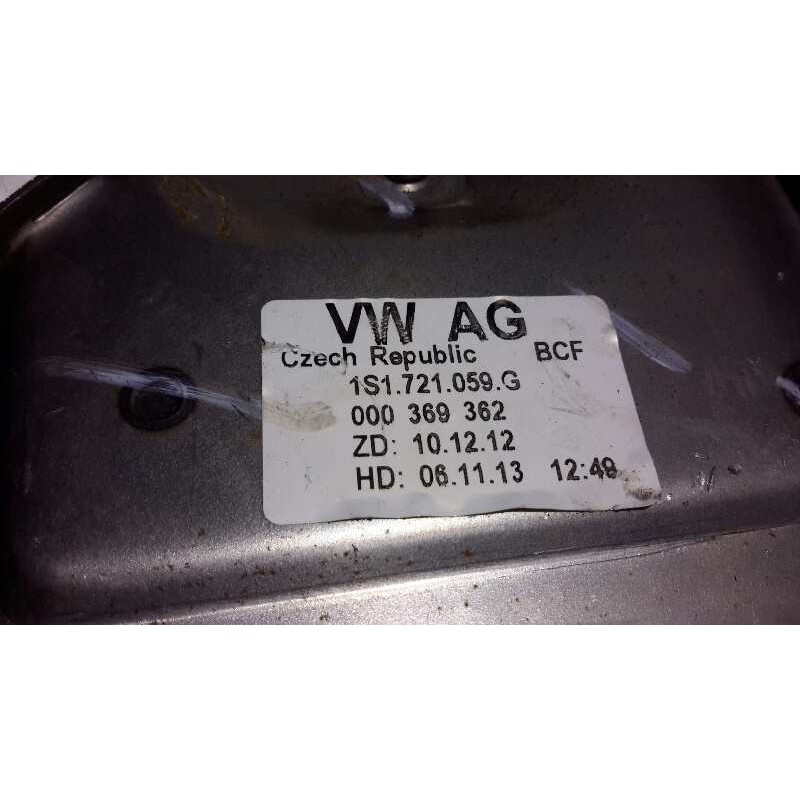 VW AG
Czech Republic BCF
1S1.721.059.G
000 369 362
ZD: 10.12.12
HD: 06.11.13 12:49